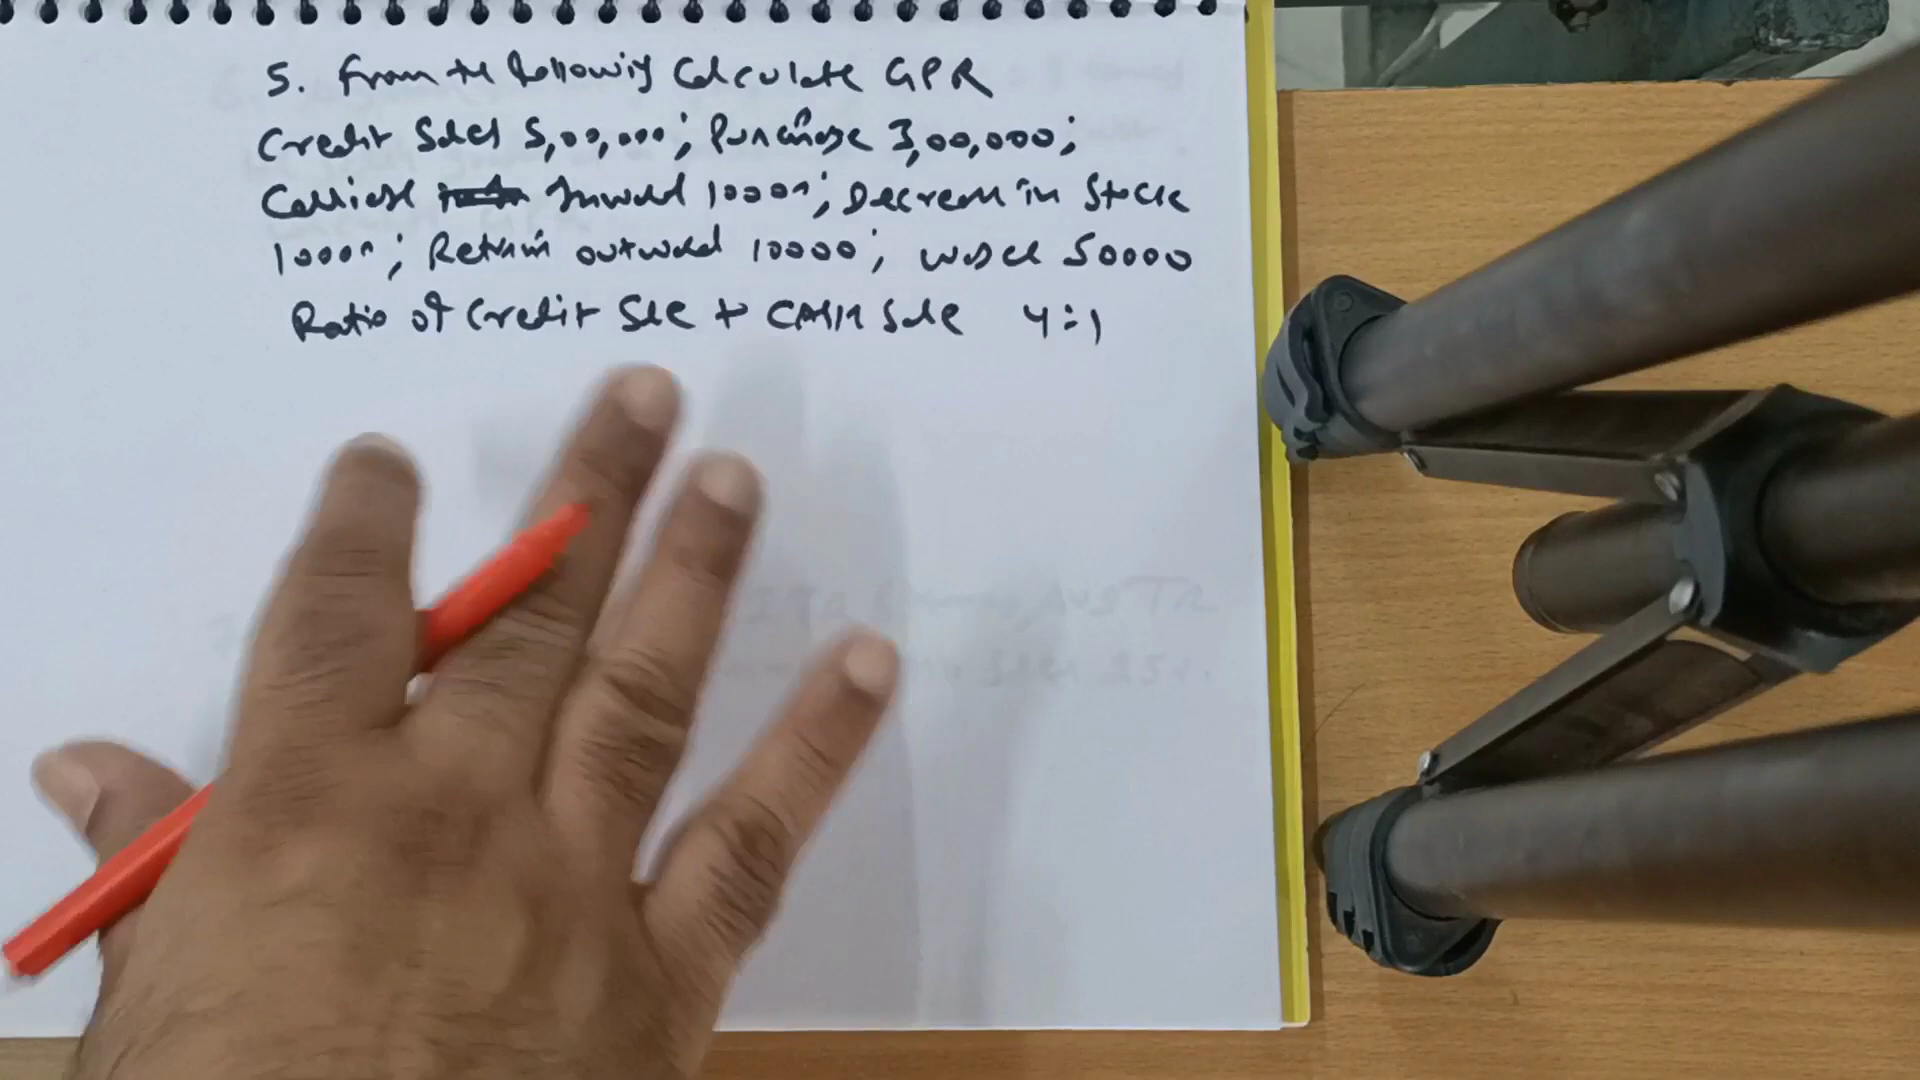 5. From the following Calculate GPR
Credit Sales 5,00,000; Purchase 3,00,000;
Carriage Inward 10000; Decrease in Stock
10000; Return outward 10000; wages 50000
Ratio of Credit Sale to CASH Sale 4:1